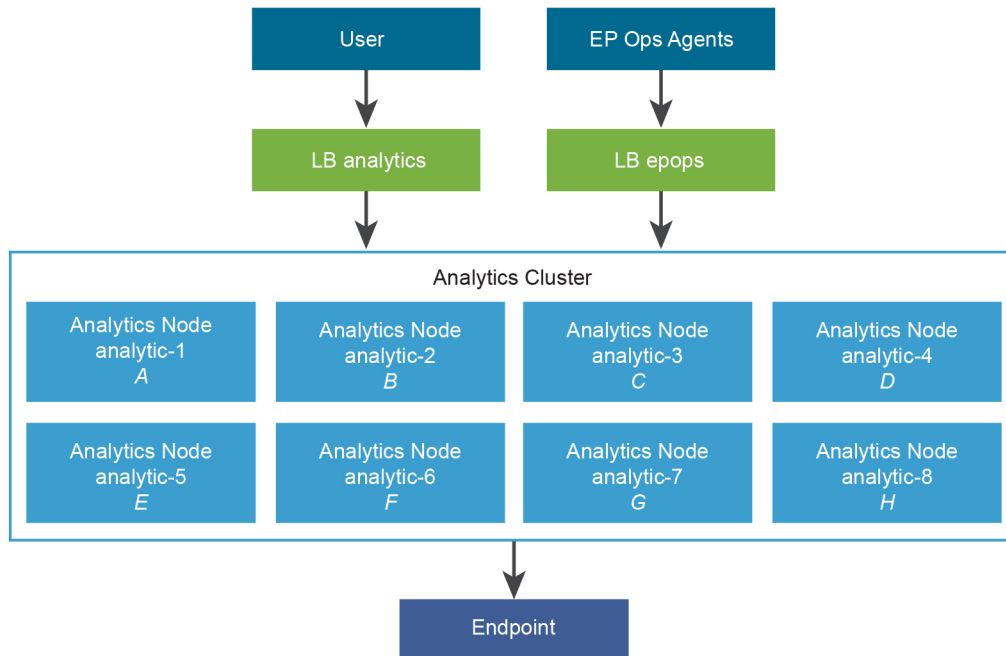 User
EP Ops Agents
LB analytics
LB epops
Analytics Cluster
Analytics Node
analytic-1
A
Analytics Node
analytic-2
B
Analytics Node
analytic-3
C
Analytics Node
analytic-4
D
Analytics Node
analytic-5
E
Analytics Node
analytic-6
F
Analytics Node
analytic-7
G
Analytics Node
analytic-8
H
Endpoint